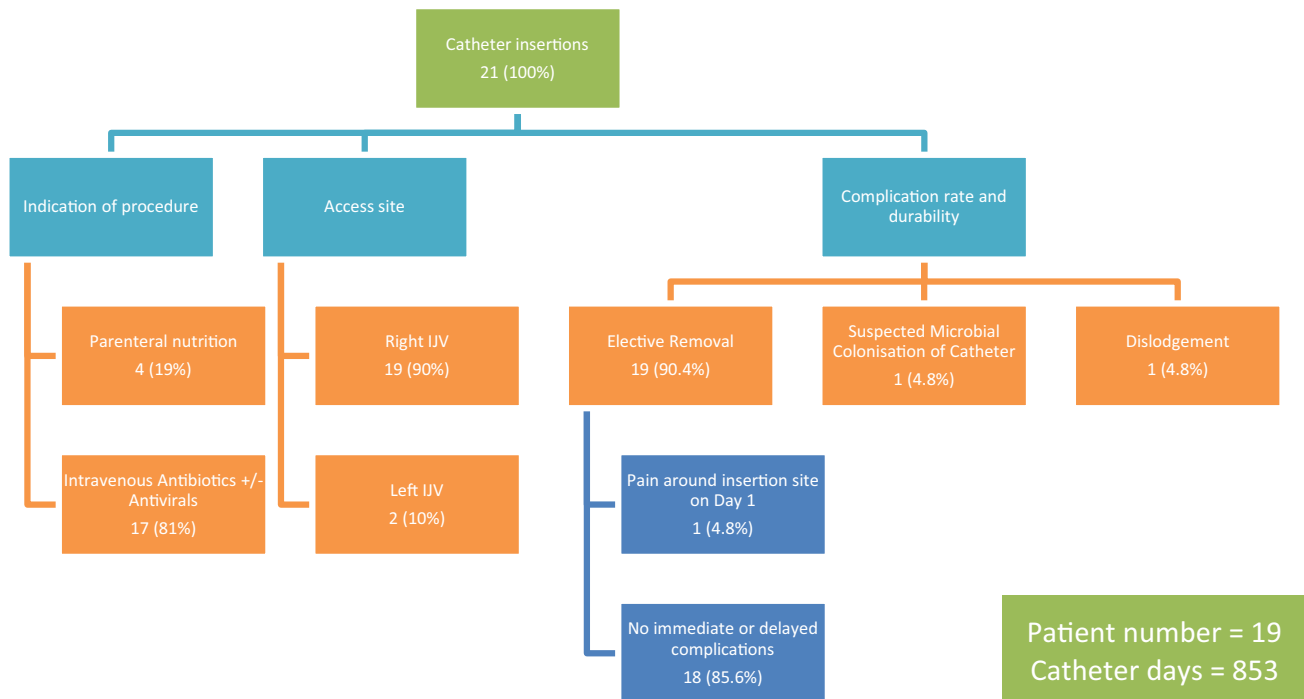 Catheter insertions
21 (100%)
Indication of procedure
Access site
Complication rate and
durability
Parenteral nutrition
4 (19%)
Right IJV
19 (90%)
Elective Removal
19 (90.4%)
Suspected Microbial
Colonisation of Catheter
1 (4.8%)
Dislodgement
1 (4.8%)
Intravenous Antibiotics +/-
Antivirals
17 (81%)
Left IJV
2 (10%)
Pain around insertion site
on Day 1
1 (4.8%)
No immediate or delayed
complications
18 (85.6%)
Patient number = 19
Catheter days = 853